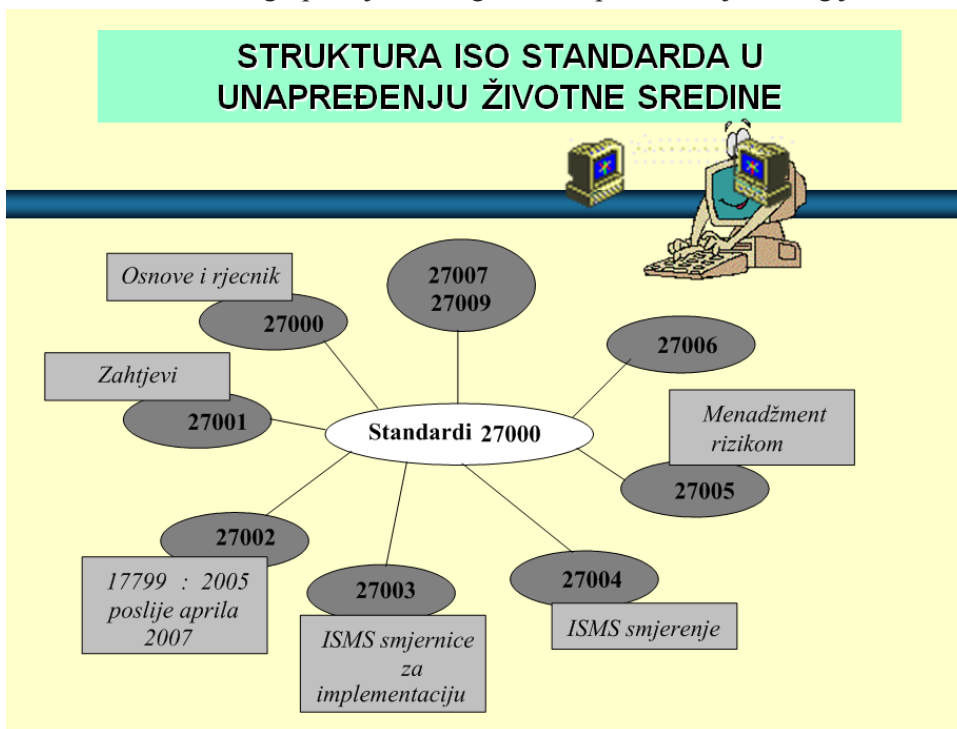 STRUKTURA ISO STANDARDA U
UNAPREĐENJU ŽIVOTNE SREDINE
Osnove i rjecnik
27000
27007
27009
27006
Zahtjevi
27001
Standardi 27000
Menadžment
rizikom
27005
27002
17799 : 2005
poslije aprila
2007
27003
ISMS smjernice
za
implementaciju
27004
ISMS smjerenje